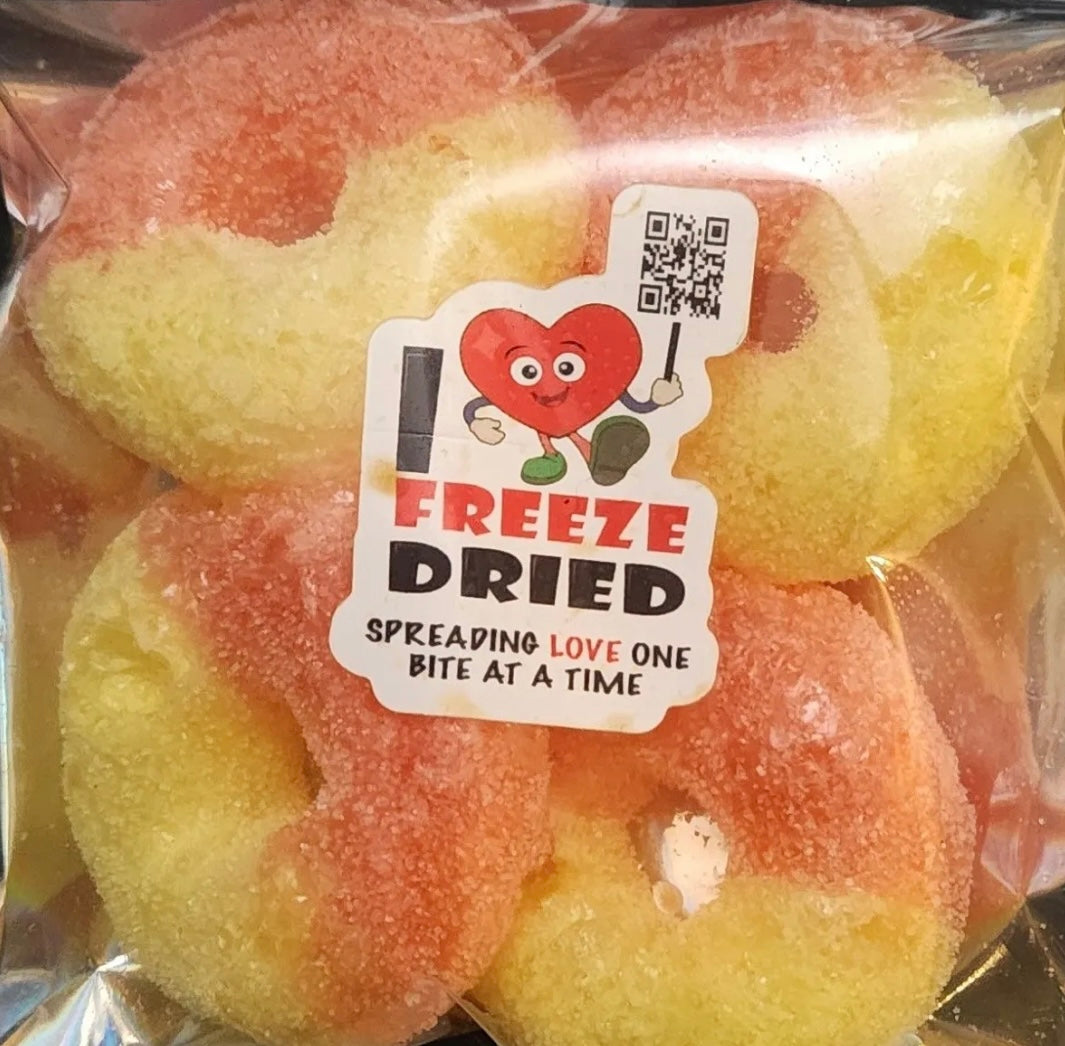 I
FREEZE
DRIED
SPREADING LOVE ONE
BITE AT A TIME